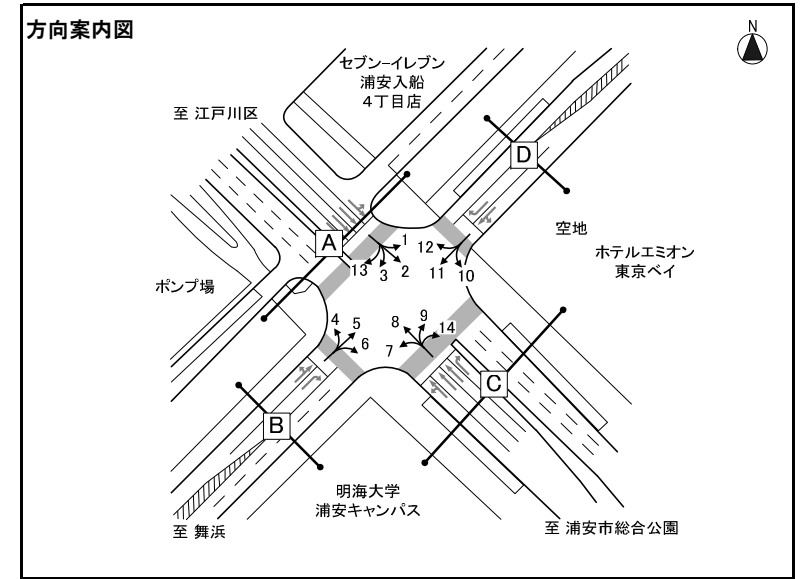 方向案内図
N
セブン-イレブン
浦安入船
4丁目店
至 江戸川区
D
空地
ホテルエミオン
東京ベイ
A
1
12
13
3
2
11
10
ポンプ場
4
5
6
8
9
14
7
C
B
明海大学
浦安キャンパス
至 舞浜
至 浦安市総合公園